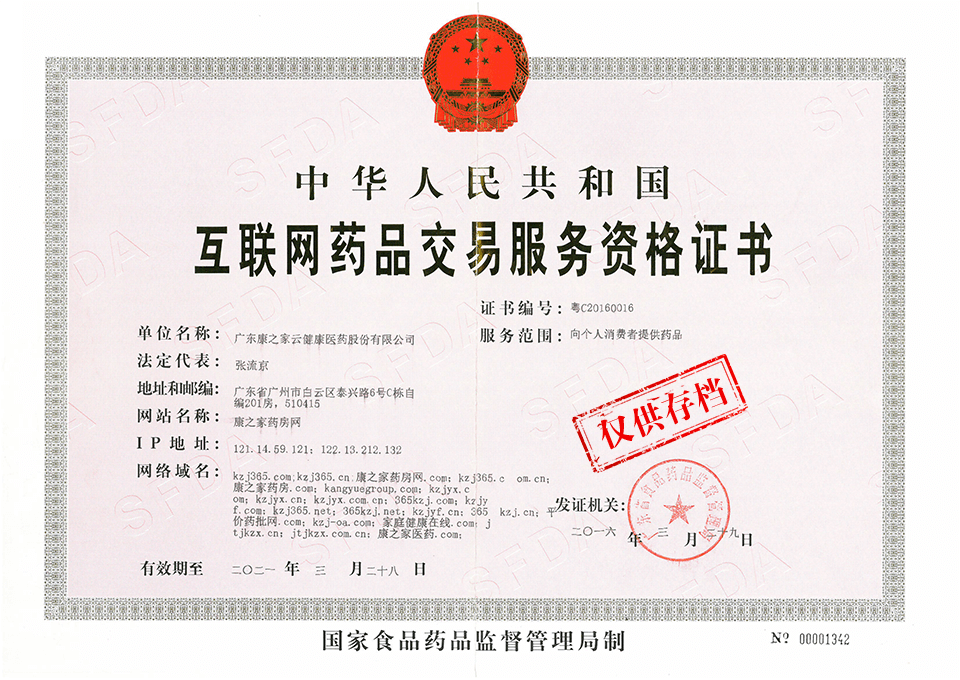 中华人民共和国
互联网药品交易服务资格证书
证书编号：粤C20160016
服务范围：向个人消费者提供药品
单位名称：广东康之家云健康医药股份有限公司
法定代表：张流京
地址和邮编：广东省广州市白云区泰兴路6号C栋自
编201房，510415
网站名称：康之家药房网
IP地址：121.14.59.121；122.13.212.132
网络域名：kzj365.com;kzj365.cn.康之家药房网.com; kzj365.c om.cn;
康之家药房.com; kangyuegroup.com; kzjyx.c
om; kzjyx.cn; kzjyx.com.cn; 365kzj.com; kzjy
f.com; kzj365.net; 365kzj.net; kzjyf.cn; 365 kzj.cn; 平
价药批网.com; kzj-oa.com; 家庭健康在线.com; j
tjkzx.cn; jtjkzx.com.cn; 康之家医药.com;
仅供存档
发证机关：
广东省食品药品监督管理局
二〇一六 年 三 月 二十九 日
有效期至 二〇二一 年 三 月 二十八 日
国家食品药品监督管理局制
Nº 00001342
SFDA
SFDA
SFDA
SFDA
SFDA
SFDA